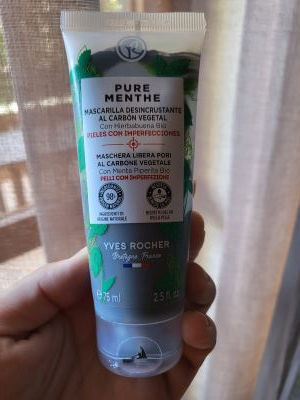 PURE
MENTHE
MASCARILLA DESINCRUSTANTE
AL CARBÓN VEGETAL
Con Hierbabuena Bio
PIELES CON IMPERFECCIONES
MASCHERA LIBERA PORI
AL CARBONE VEGETALE
Con Menta Piperita Bio
PELLI CON IMPERFEZIONI
YVES ROCHER
Bretagne, France
℮75 ml 2.5 fl.oz.